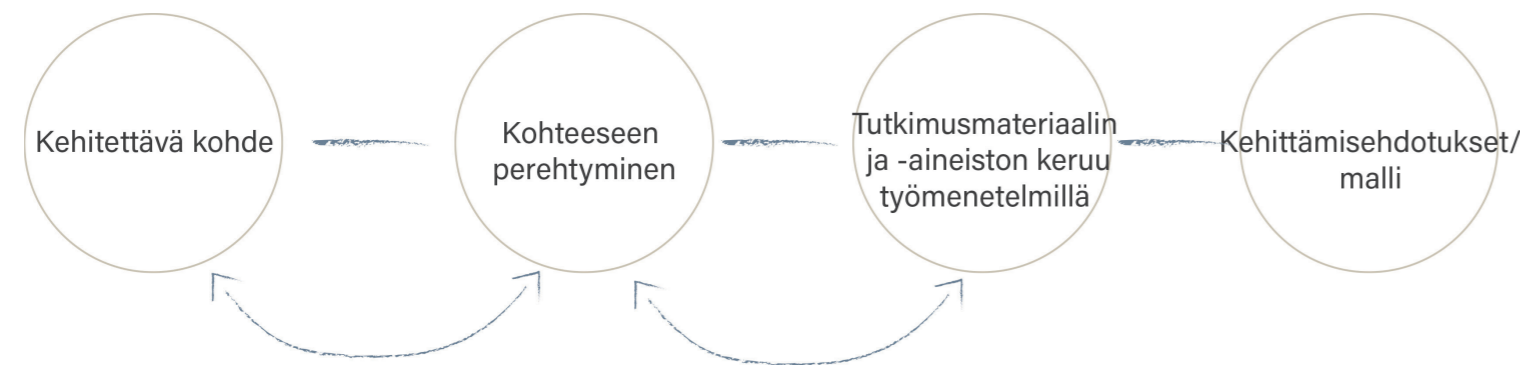 Kehitettävä kohde
Kohteeseen
perehtyminen
Tutkimusmateriaalin
ja -aineiston keruu
työmenetelmillä
Kehittämisehdotukset/
malli